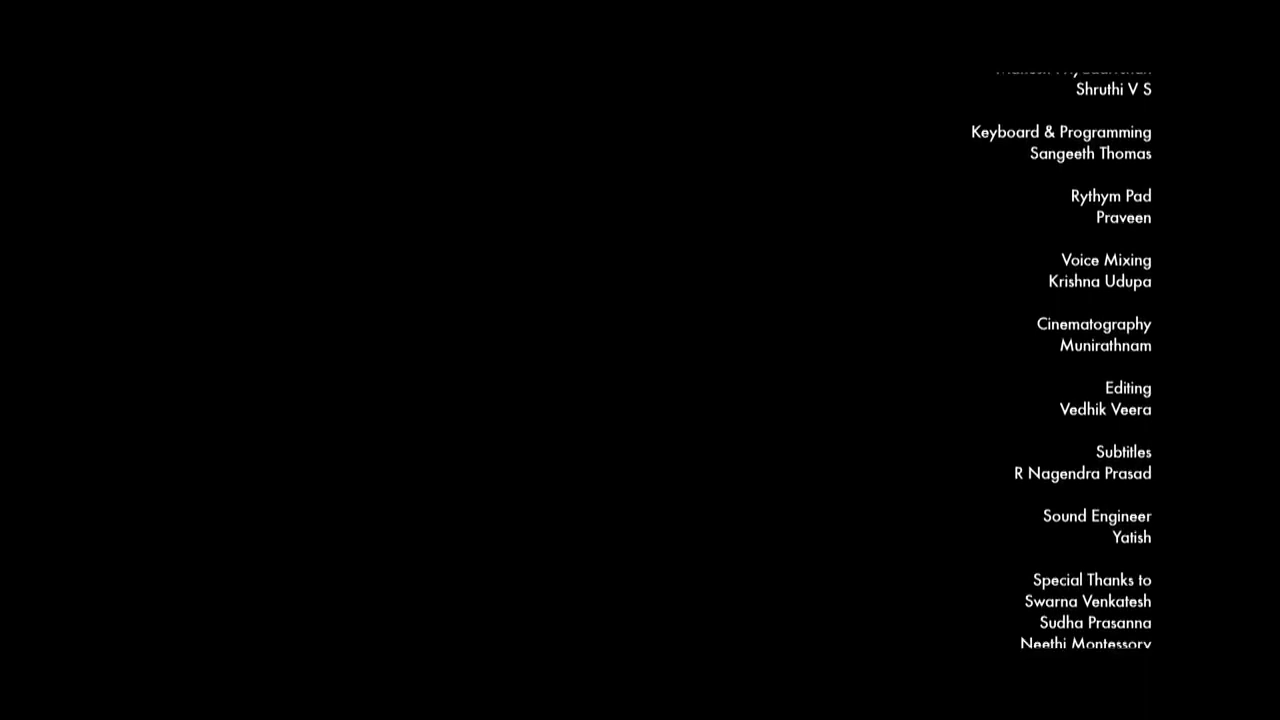 Shruthi V S
Keyboard & Programming
Sangeeth Thomas
Rythym Pad
Praveen
Voice Mixing
Krishna Udupa
Cinematography
Munirathnam
Editing
Vedhik Veera
Subtitles
R Nagendra Prasad
Sound Engineer
Yatish
Special Thanks to
Swarna Venkatesh
Sudha Prasanna
Neethi Montessory